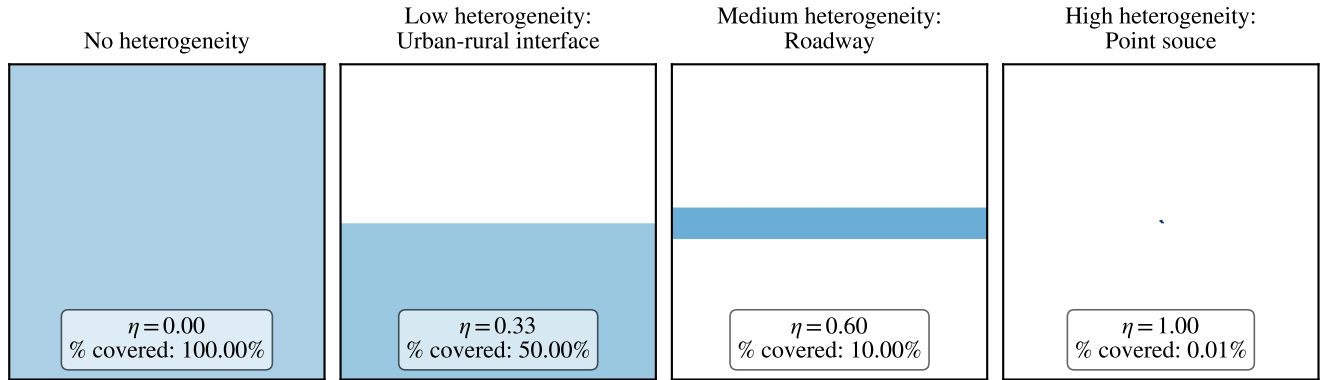 No heterogeneity
Low heterogeneity:
Urban-rural interface
Medium heterogeneity:
Roadway
High heterogeneity:
Point souce
η = 0.00
% covered: 100.00%
η = 0.33
% covered: 50.00%
η = 0.60
% covered: 10.00%
η = 1.00
% covered: 0.01%